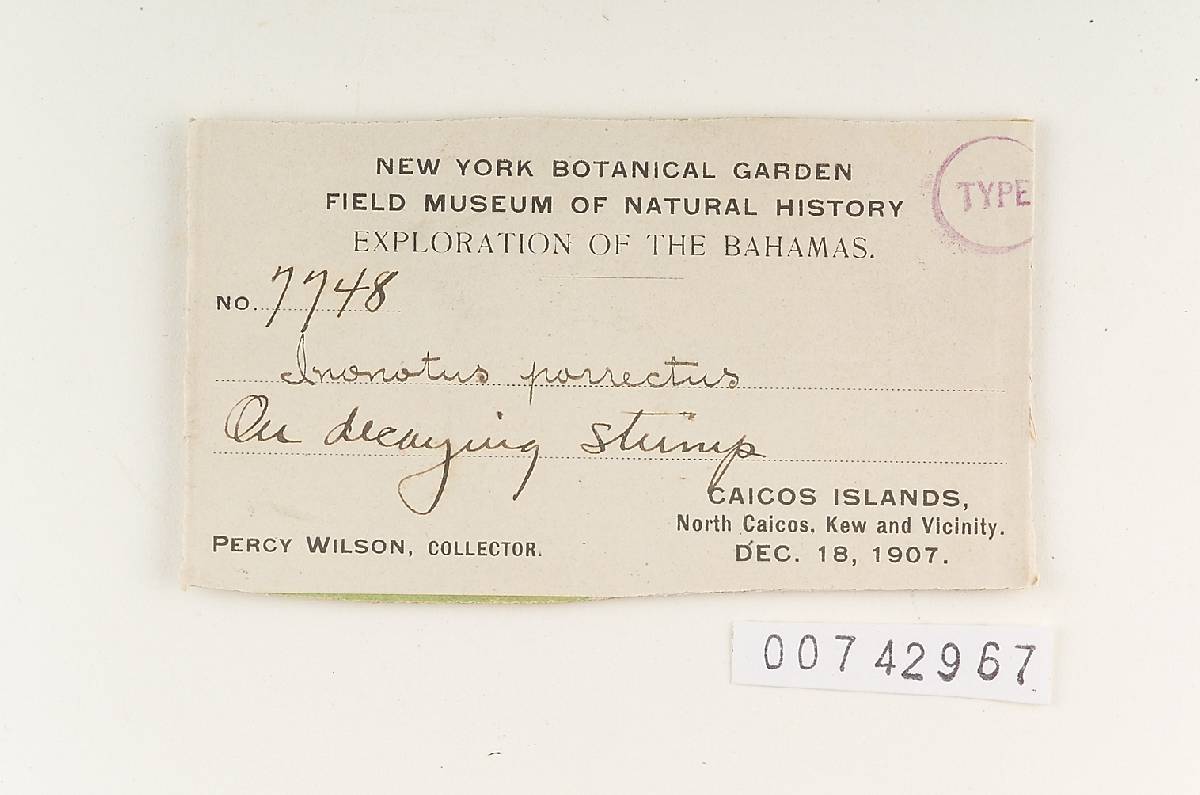 NEW YORK BOTANICAL GARDEN
TYPE
FIELD MUSEUM OF NATURAL HISTORY
EXPLORATION OF THE BAHAMAS.
NO. 7748
Inonotus porrectus
On decaying stump
CAICOS ISLANDS,
North Caicos, Kew and Vicinity.
PERCY WILSON, COLLECTOR.
DEC. 18, 1907.
00742967